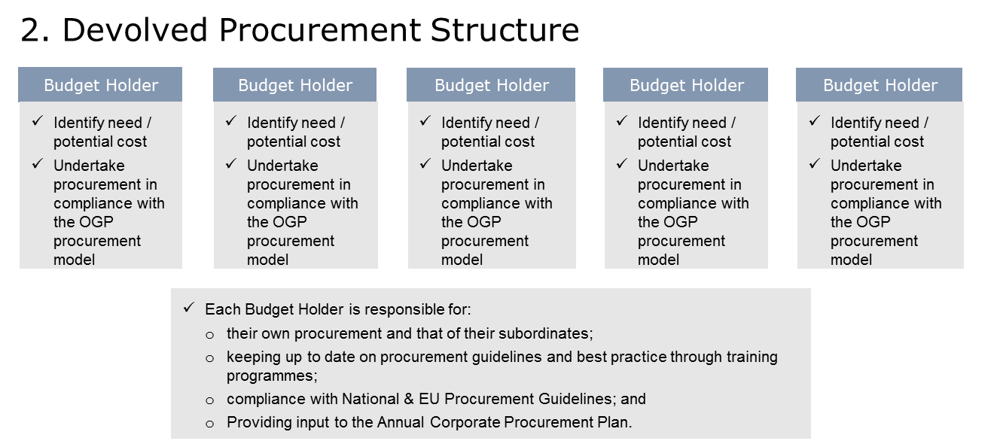 2. Devolved Procurement Structure
Budget Holder
✓ Identify need /
potential cost
✓ Undertake
procurement in
compliance with
the OGP
procurement
model
Budget Holder
✓ Identify need /
potential cost
✓ Undertake
procurement in
compliance with
the OGP
procurement
model
Budget Holder
✓ Identify need /
potential cost
✓ Undertake
procurement in
compliance with
the OGP
procurement
model
Budget Holder
✓ Identify need /
potential cost
✓ Undertake
procurement in
compliance with
the OGP
procurement
model
Budget Holder
✓ Identify need /
potential cost
✓ Undertake
procurement in
compliance with
the OGP
procurement
model
✓ Each Budget Holder is responsible for:
o their own procurement and that of their subordinates;
o keeping up to date on procurement guidelines and best practice through training
programmes;
o compliance with National & EU Procurement Guidelines; and
o Providing input to the Annual Corporate Procurement Plan.